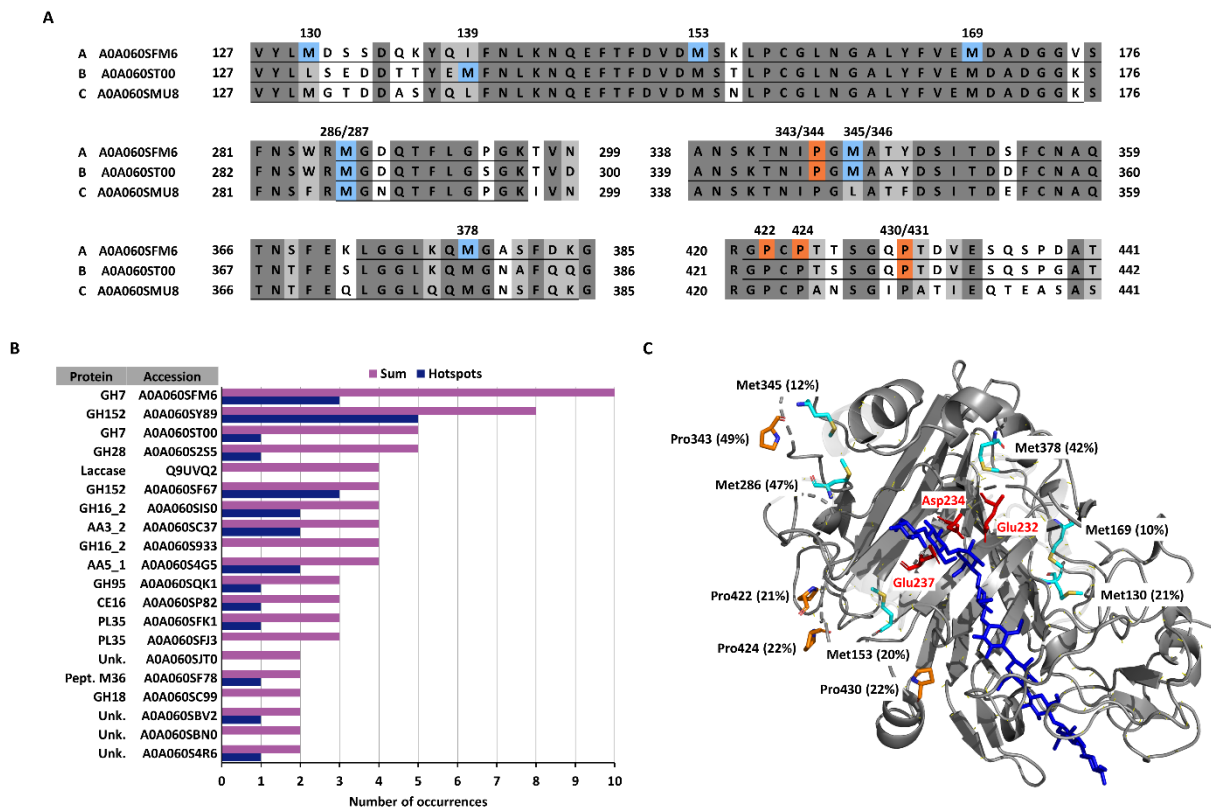 A
130 139 153 169
A A0A060SFM6 127 V Y L M D S S D Q K Y Q I F N L K N Q E F T F D V D M S K L P C G L N G A L Y F V E M D A D G G V S 176
B A0A060ST00 127 V Y L L S E D D T T Y E M F N L K N Q E F T F D V D M S T L P C G L N G A L Y F V E M D A D G G K S 176
C A0A060SMU8 127 V Y L M G T D D A S Y Q L F N L K N Q E F T F D V D M S N L P C G L N G A L Y F V E M D A D G G K S 176
286/287 343/344 345/346
A A0A060SFM6 281 F N S W R M G D Q T F L G P G K T V N 299 338 A N S K T N I P G M A T Y D S I T D S F C N A Q 359
B A0A060ST00 282 F N S W R M G D Q T F L G S G K T V D 300 339 A N S K T N I P G M A A Y D S I T D D F C N A Q 360
C A0A060SMU8 281 F N S F R M G N Q T F L G P G K I V N 299 338 A N S K T N I P G L A T F D S I T D E F C N A Q 359
378 422 424 430/431
A A0A060SFM6 366 T N S F E K L G G L K Q M G A S F D K G 385 420 R G P C P T T S G Q P T D V E S Q S P D A T 441
B A0A060ST00 367 T N T F E S L G G L K Q M G N A F Q Q G 386 421 R G P C P T S S G Q P T D V E S Q S P G A T 442
C A0A060SMU8 366 T N T F E Q L G G L Q Q M G N S F Q K G 385 420 R G P C P A N S G I P A T I E Q T E A S A S 441
B
Protein Accession
Sum Hotspots
GH7 A0A060SFM6
GH152 A0A060SY89
GH7 A0A060ST00
GH28 A0A060S2S5
Laccase Q9UVQ2
GH152 A0A060SF67
GH16_2 A0A060SIS0
AA3_2 A0A060SC37
GH16_2 A0A060S933
AA5_1 A0A060S4G5
GH95 A0A060SQK1
CE16 A0A060SP82
PL35 A0A060SFK1
PL35 A0A060SFJ3
Unk. A0A060SJT0
Pept. M36 A0A060SF78
GH18 A0A060SC99
Unk. A0A060SBV2
Unk. A0A060SBN0
Unk. A0A060S4R6
0 1 2 3 4 5 6 7 8 9 10
Number of occurrences
C
Met345 (12%)
Pro343 (49%)
Met378 (42%)
Met286 (47%)
Asp234
Glu232
Met169 (10%)
Glu237
Pro422 (21%)
Met130 (21%)
Pro424 (22%)
Met153 (20%)
Pro430 (22%)